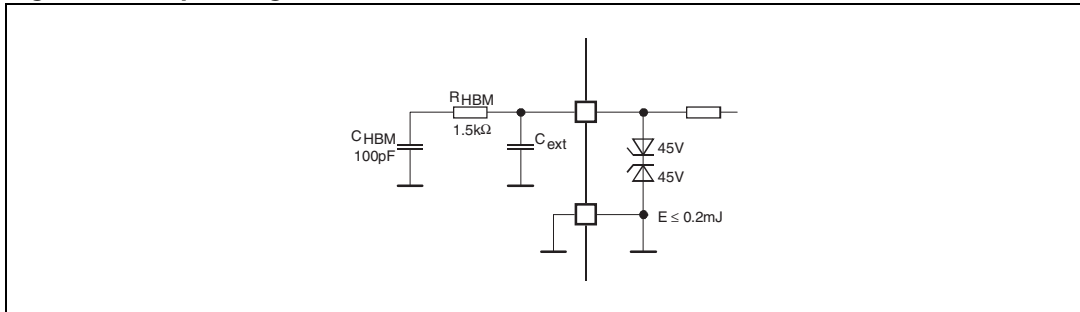 R_HBM
1.5kΩ
C_HBM
100pF
C_ext
45V
45V
E ≤ 0.2mJ